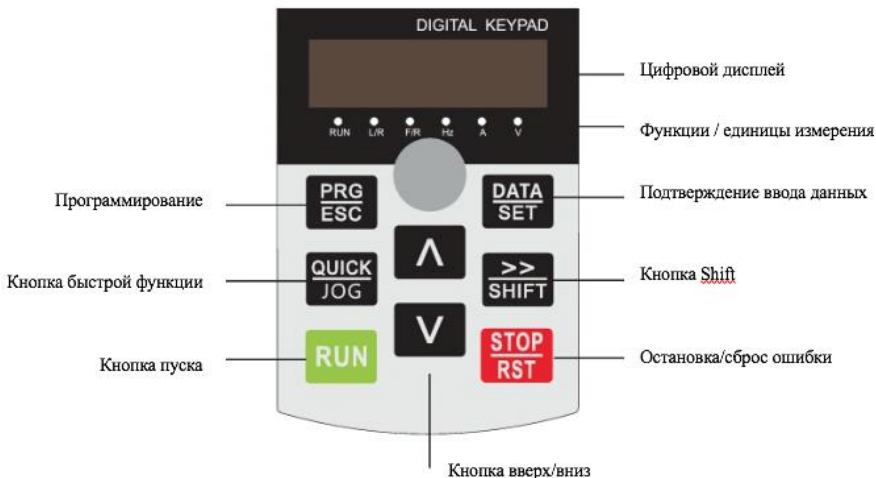 DIGITAL KEYPAD
Цифровой дисплей
RUN L/R F/R Hz A V
Функции / единицы измерения
PRG
ESC
DATA
SET
Подтверждение ввода данных
Программирование
QUICK
JOG
Λ
>>
SHIFT
Кнопка Shift
Кнопка быстрой функции
V
RUN
STOP
RST
Остановка/сброс ошибки
Кнопка пуска
Кнопка вверх/вниз